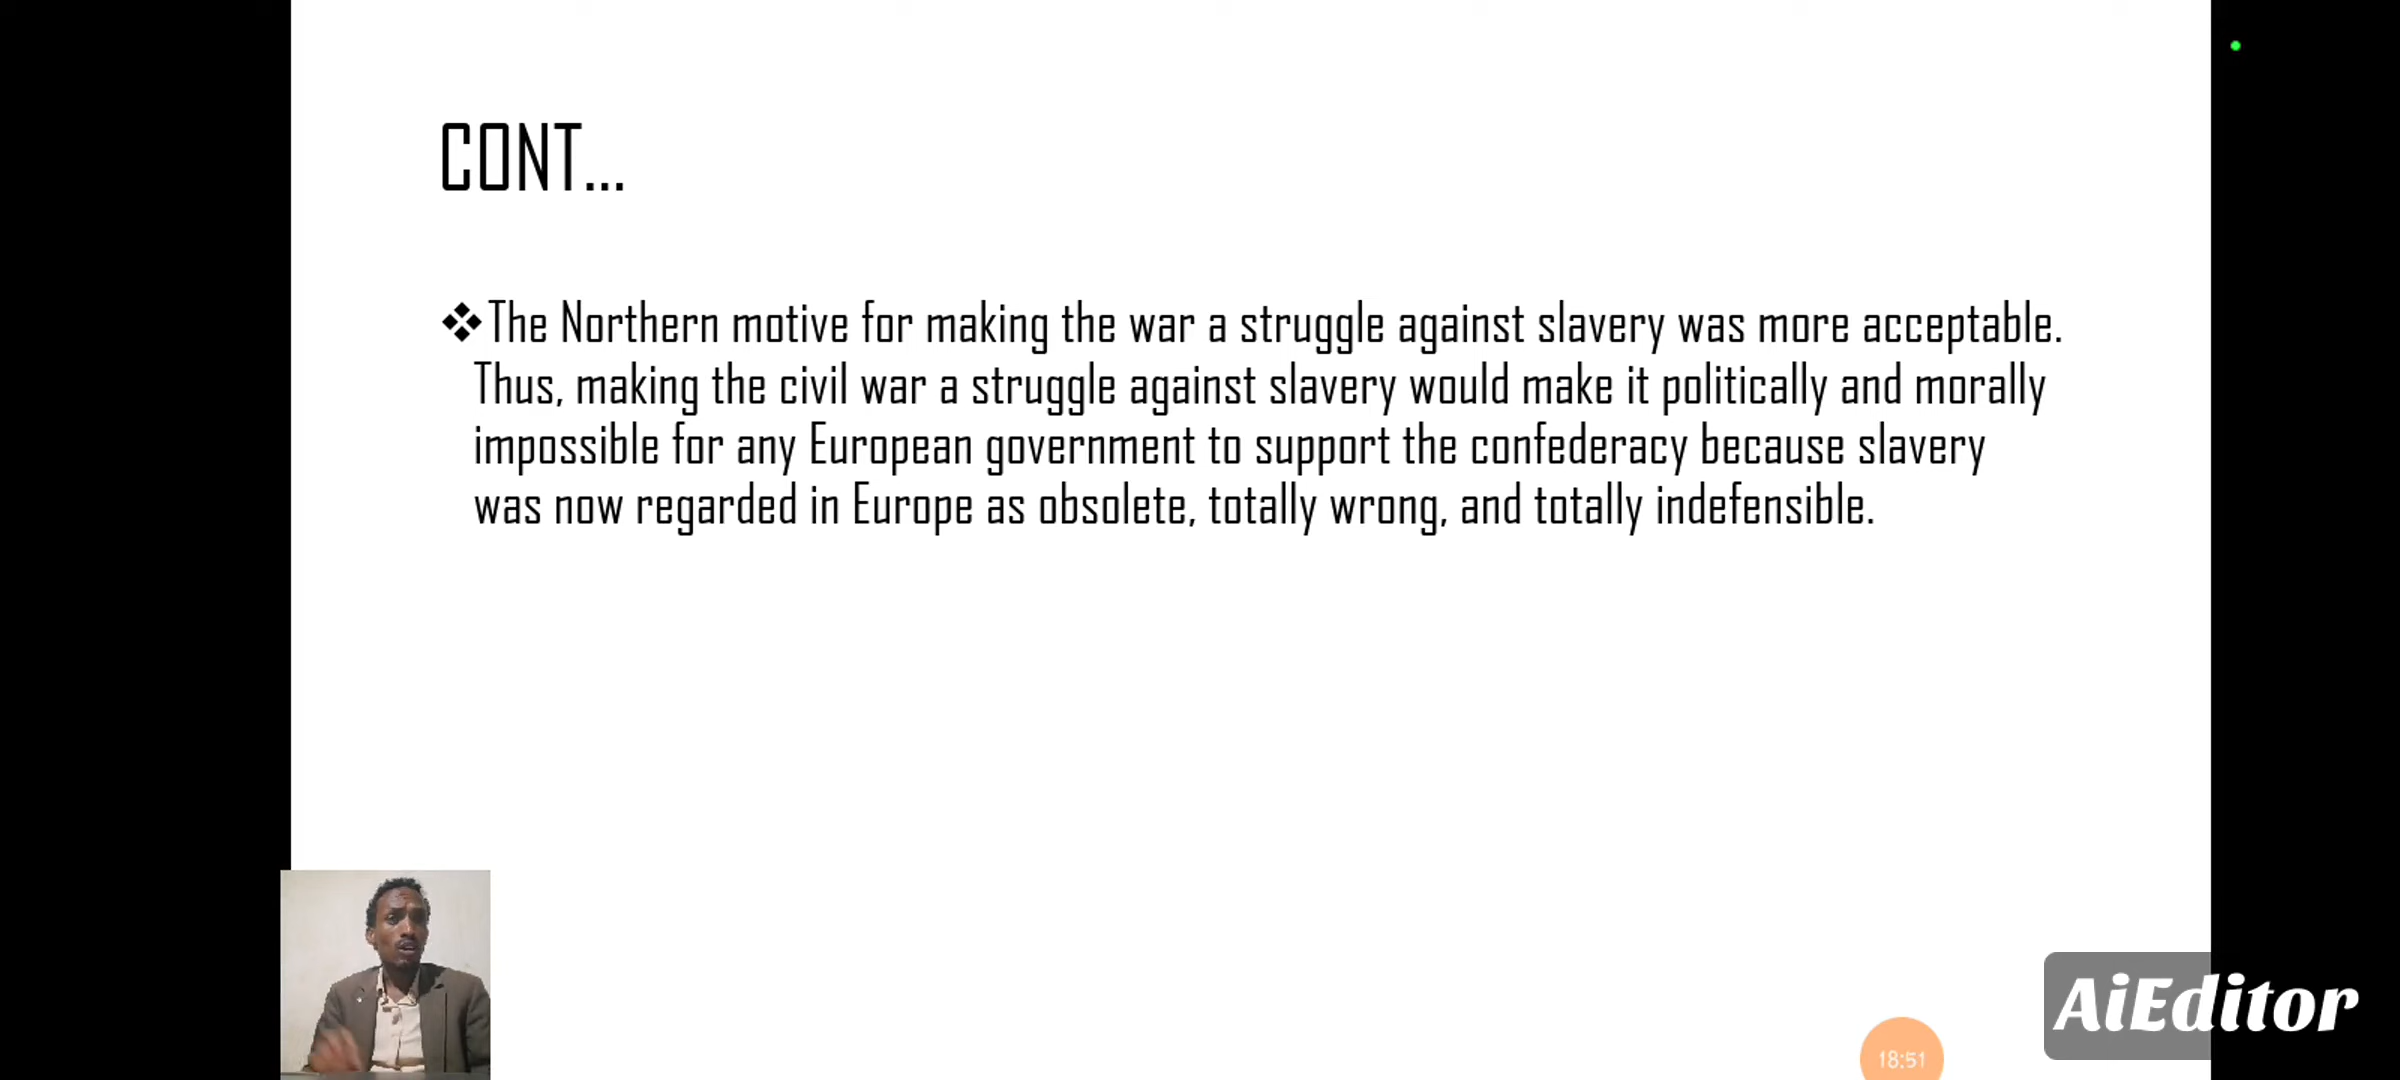 CONT...
❖The Northern motive for making the war a struggle against slavery was more acceptable.
Thus, making the civil war a struggle against slavery would make it politically and morally
impossible for any European government to support the confederacy because slavery
was now regarded in Europe as obsolete, totally wrong, and totally indefensible.
18:51
AiEditor